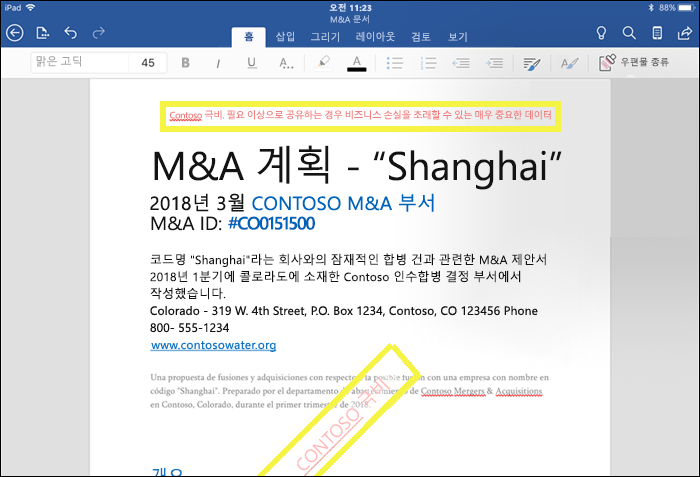 iPad 오전 11:23 88%
M&A 문서
홈 삽입 그리기 레이아웃 검토 보기
맑은 고딕 45 B I U A... A 우편물 종류
Contoso 극비. 필요 이상으로 공유하는 경우 비즈니스 손실을 초래할 수 있는 매우 중요한 데이터
M&A 계획 - “Shanghai”
2018년 3월 CONTOSO M&A 부서
M&A ID: #CO0151500
코드명 "Shanghai"라는 회사와의 잠재적인 합병 건과 관련한 M&A 제안서
2018년 1분기에 콜로라도에 소재한 Contoso 인수합병 결정 부서에서
작성했습니다.
Colorado - 319 W. 4th Street, P.O. Box 1234, Contoso, CO 123456 Phone
800- 555-1234
www.contosowater.org
Una propuesta de fusiones y adquisiciones con respecto a la posible fusión con una empresa con nombre en
código "Shanghai". Preparado por el departamento de abastecimiento de Contoso Mergers & Acquisitions
en Contoso, Colorado, durante el primer trimestre de 2018.
CONTOSO 극비
개요